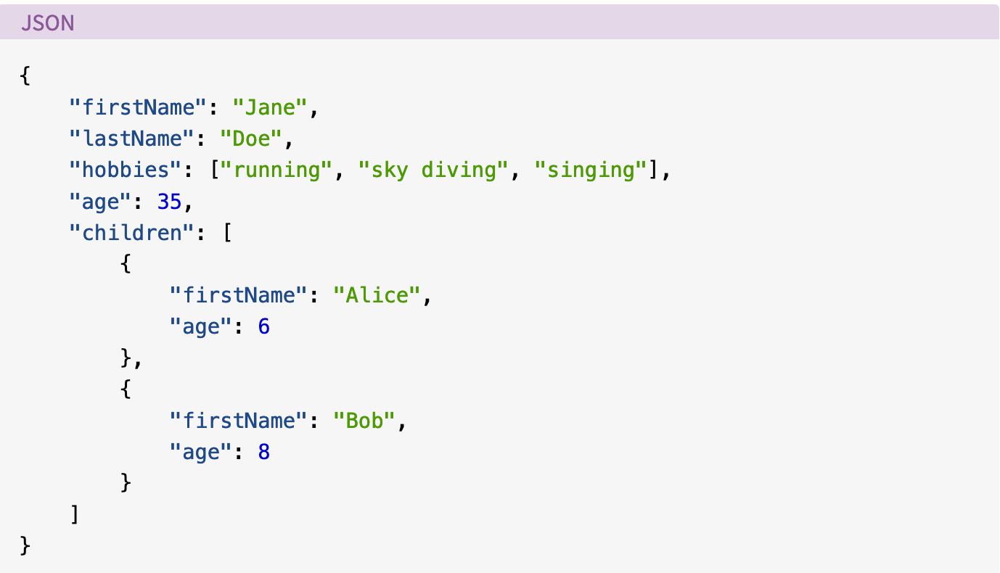 JSON
{
    "firstName": "Jane",
    "lastName": "Doe",
    "hobbies": ["running", "sky diving", "singing"],
    "age": 35,
    "children": [
        {
            "firstName": "Alice",
            "age": 6
        },
        {
            "firstName": "Bob",
            "age": 8
        }
    ]
}